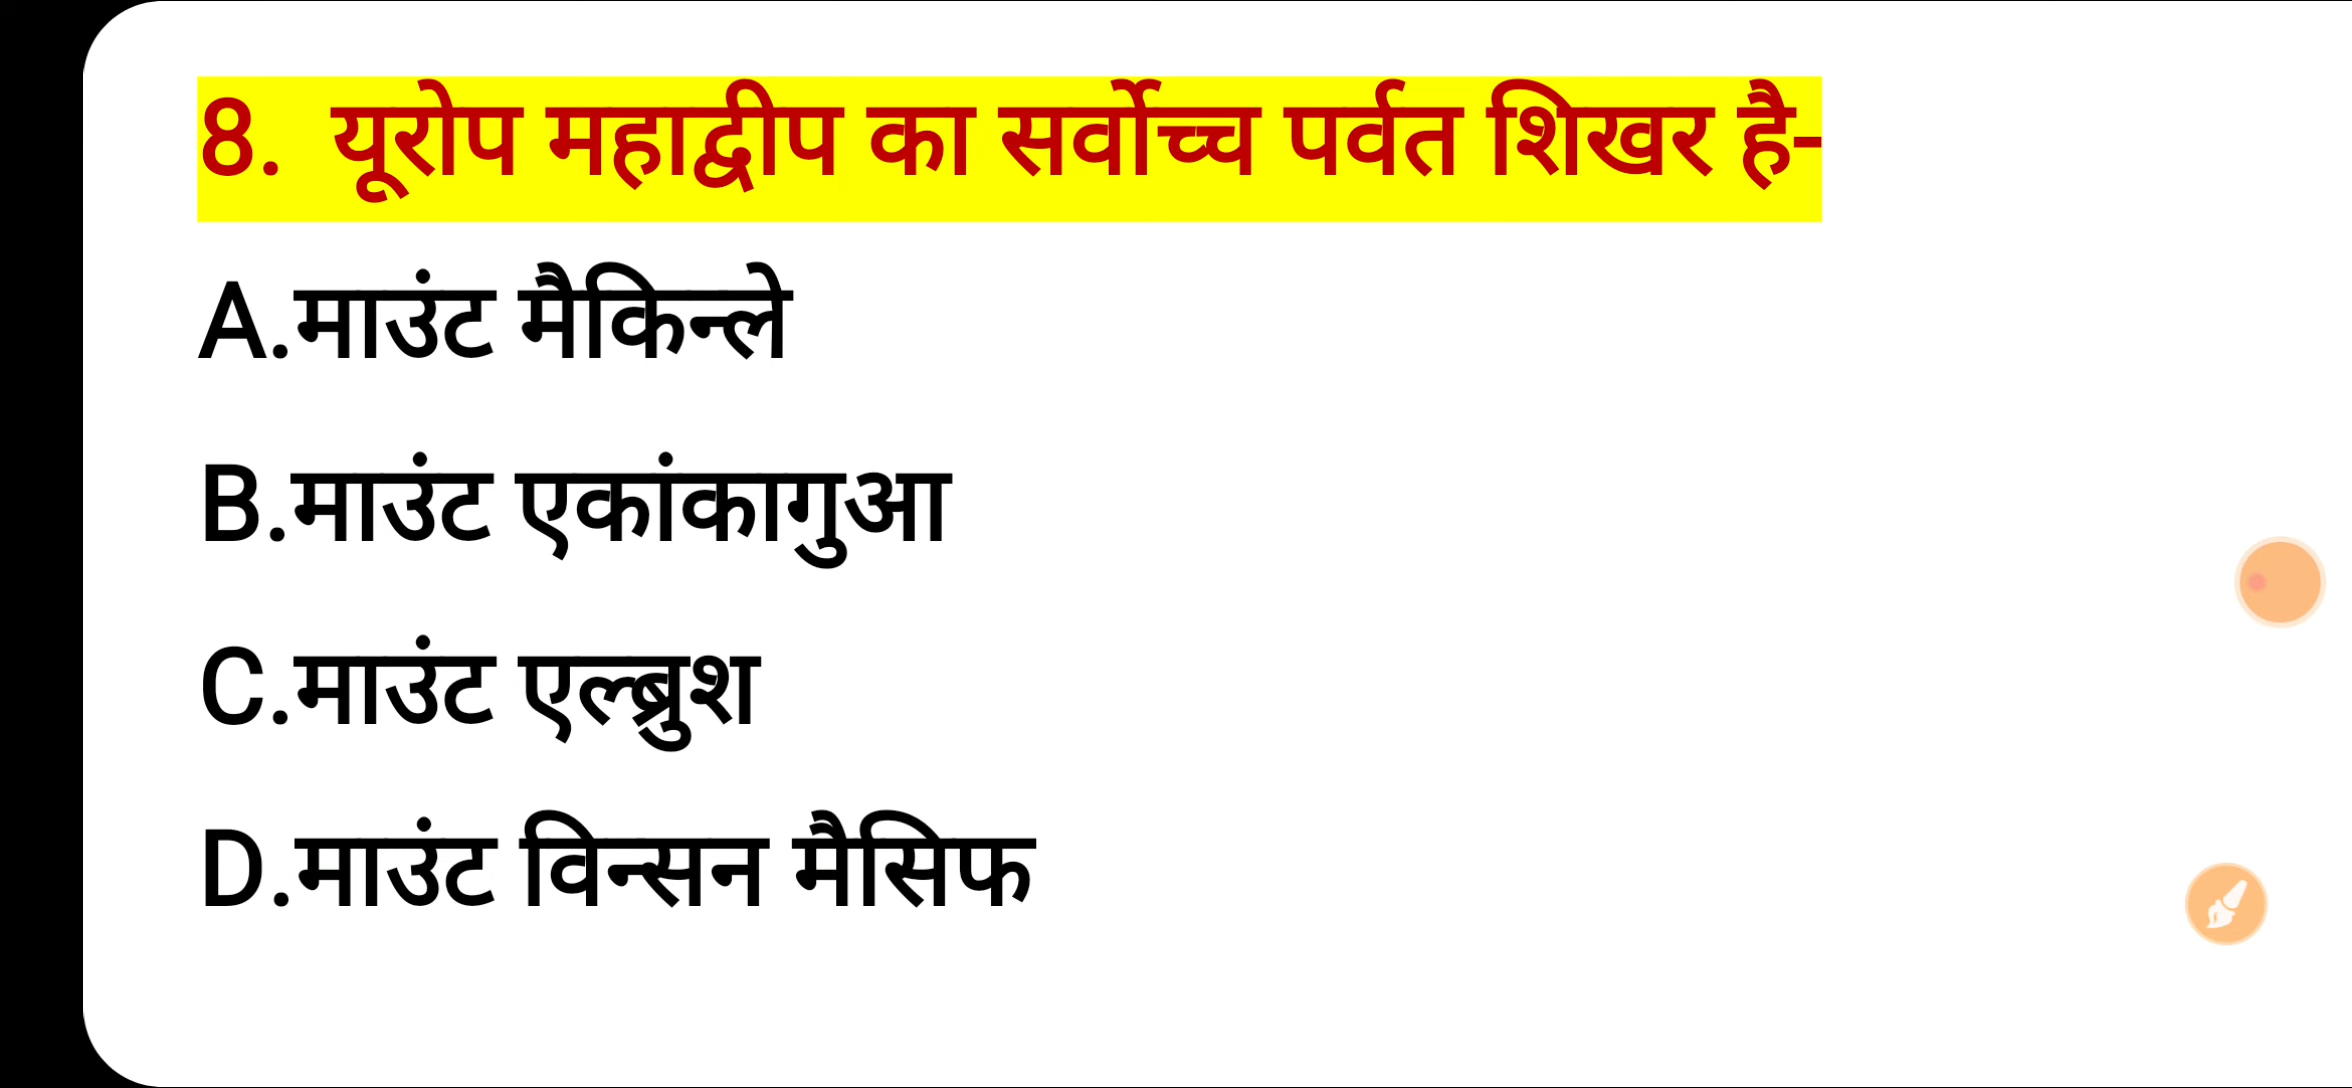 8. यूरोप महाद्वीप का सर्वोच्च पर्वत शिखर है-
A.माउंट मैकिन्ले
B.माउंट एकांकागुआ
C.माउंट एल्ब्रुश
D.माउंट विन्सन मैसिफ